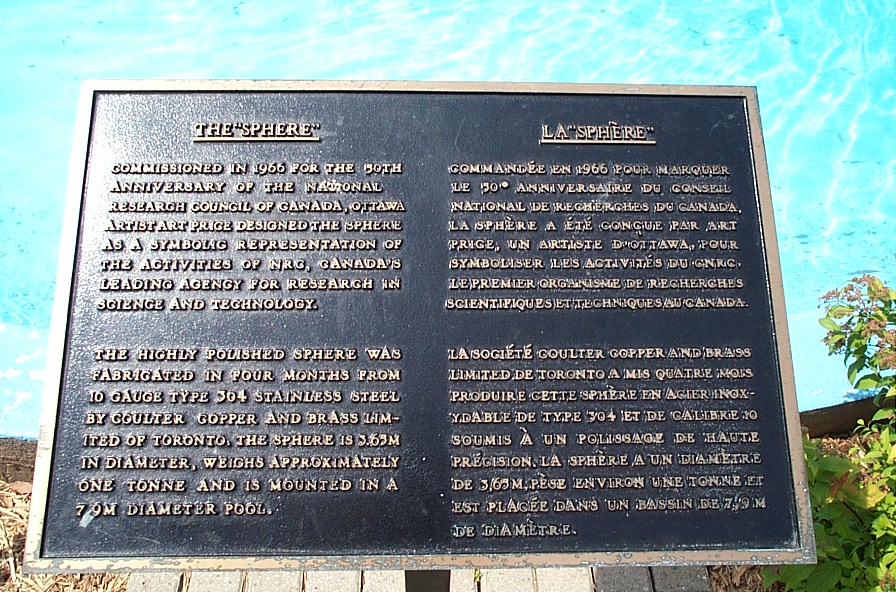 THE "SPHERE"
COMMISSIONED IN 1966 FOR THE 50TH
ANNIVERSARY OF THE NATIONAL
RESEARCH COUNCIL OF CANADA, OTTAWA
ARTIST ART PRICE DESIGNED THE SPHERE
AS A SYMBOLIC REPRESENTATION OF
THE ACTIVITIES OF NRC, CANADA'S
LEADING AGENCY FOR RESEARCH IN
SCIENCE AND TECHNOLOGY.
THE HIGHLY POLISHED SPHERE WAS
FABRICATED IN FOUR MONTHS FROM
10 GAUGE TYPE 304 STAINLESS STEEL
BY COULTER COPPER AND BRASS LIM-
ITED OF TORONTO. THE SPHERE IS 3.65M
IN DIAMETER, WEIGHS APPROXIMATELY
ONE TONNE AND IS MOUNTED IN A
7.9M DIAMETER POOL.
LA "SPHÈRE"
COMMANDÉE EN 1966 POUR MARQUER
LE 50e ANNIVERSAIRE DU CONSEIL
NATIONAL DE RECHERCHES DU CANADA,
LA SPHÈRE A ÉTÉ CONÇUE PAR ART
PRICE, UN ARTISTE D'OTTAWA, POUR
SYMBOLISER LES ACTIVITÉS DU CNRC,
LE PREMIER ORGANISME DE RECHERCHES
SCIENTIFIQUES ET TECHNIQUES AU CANADA.
LA SOCIÉTÉ COULTER COPPER AND BRASS
LIMITED DE TORONTO A MIS QUATRE MOIS
PRODUIRE CETTE SPHÈRE EN ACIER INOX-
YDABLE DE TYPE 304 ET DE CALIBRE 10
SOUMIS À UN POLISSAGE DE HAUTE
PRÉCISION. LA SPHÈRE A UN DIAMÈTRE
DE 3,65M, PÈSE ENVIRON UNE TONNE ET
EST PLACÉE DANS UN BASSIN DE 7,9 M
DE DIAMÈTRE.